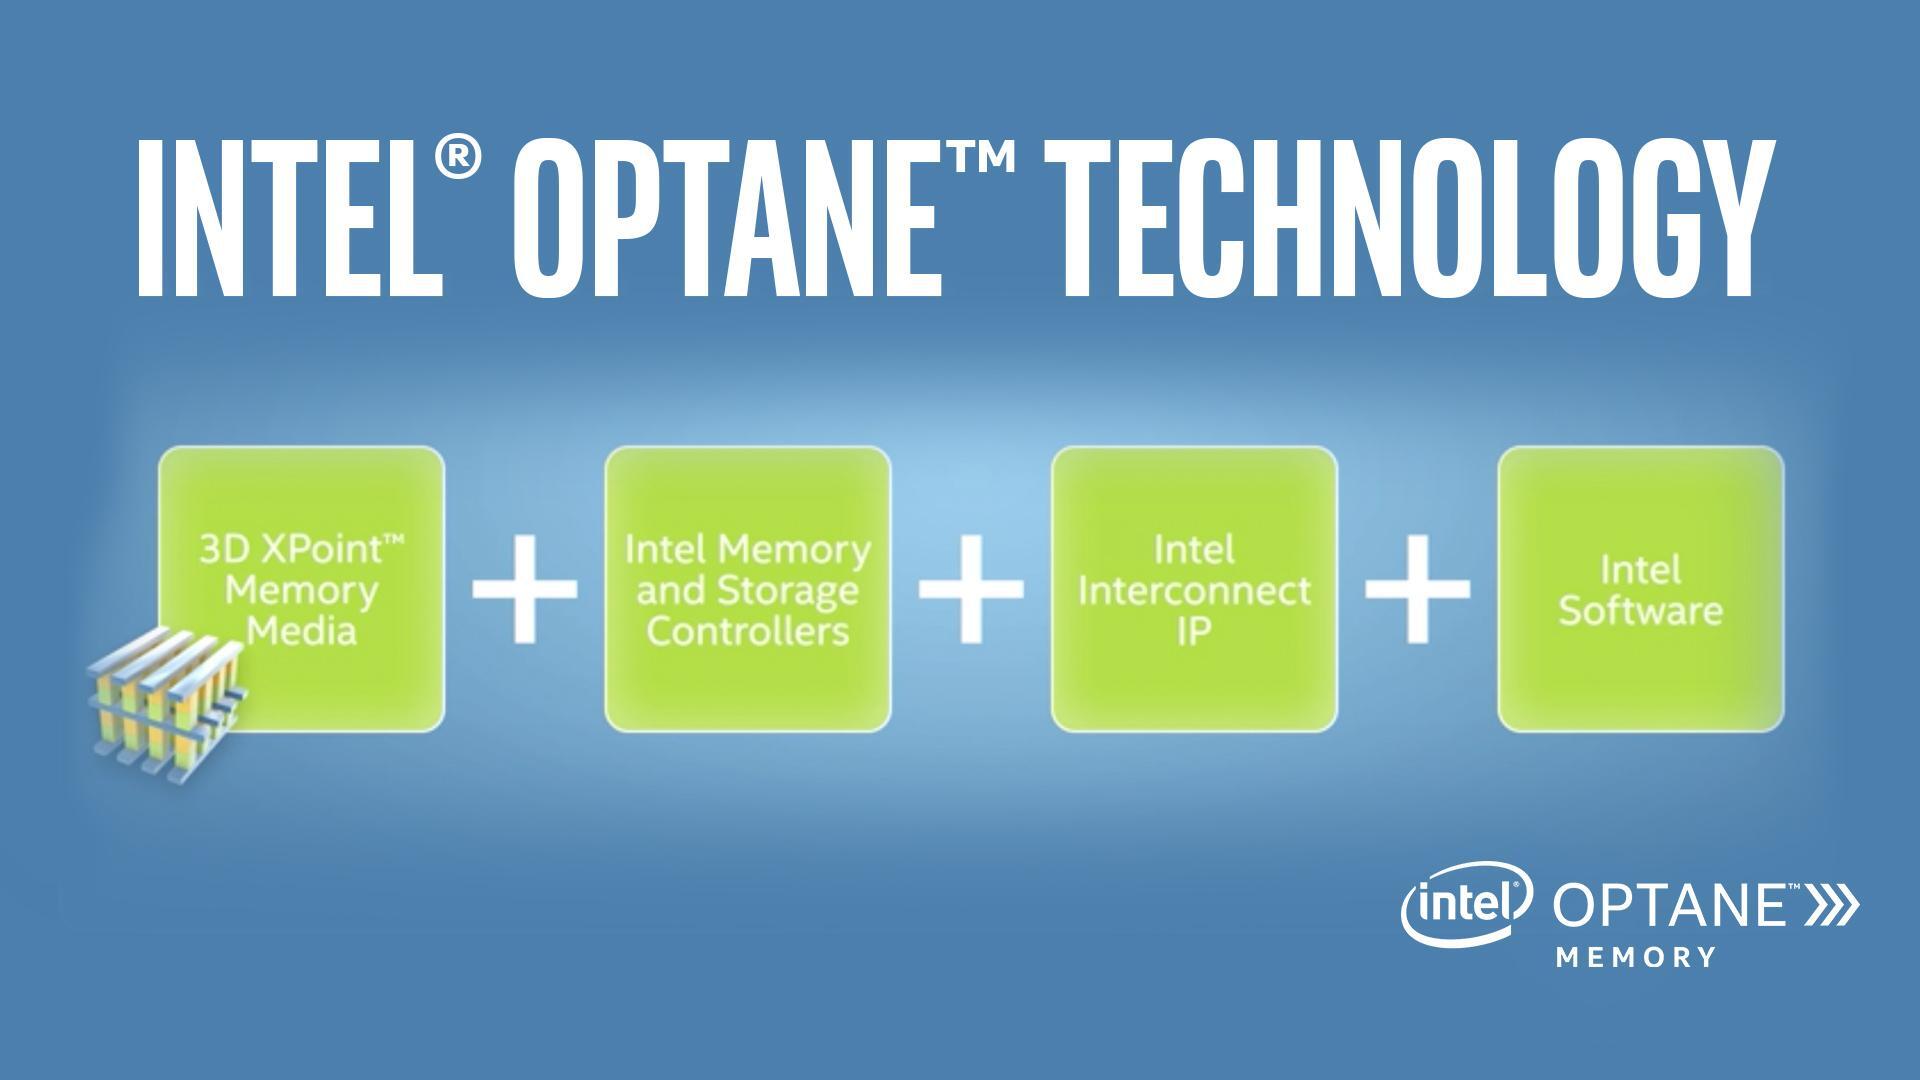 INTEL® OPTANE™ TECHNOLOGY
3D XPoint™
Memory
Media
Intel Memory
and Storage
Controllers
Intel
Interconnect
IP
Intel
Software
intel® OPTANE™
MEMORY